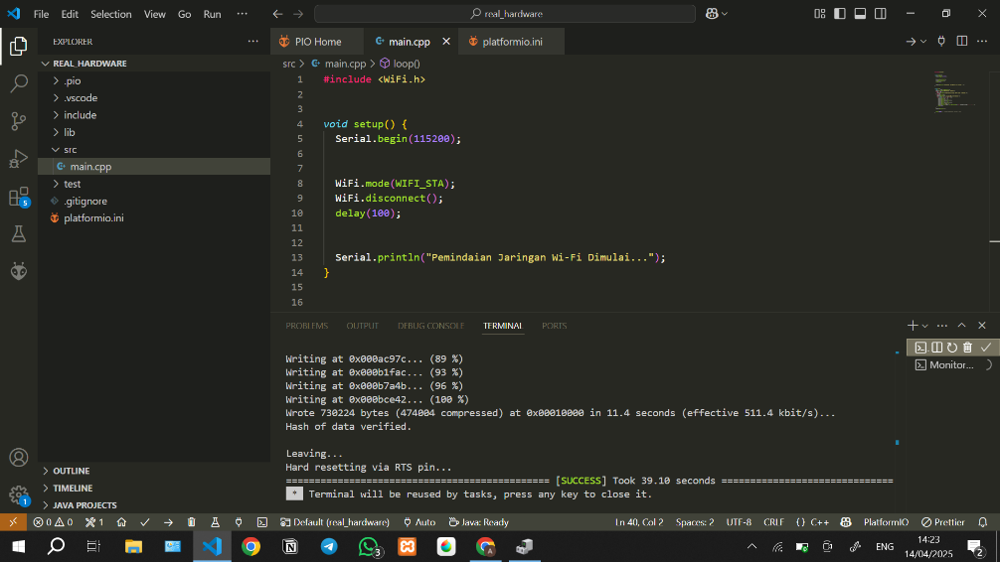 File Edit Selection View Go Run ··· real_hardware
EXPLORER ···
REAL_HARDWARE
.pio
.vscode
include
lib
src
main.cpp
test
.gitignore
platformio.ini
OUTLINE
TIMELINE
JAVA PROJECTS
5
1
PIO Home main.cpp platformio.ini
src > main.cpp > loop()
1 #include <WiFi.h>
2
3
4 void setup() {
5 Serial.begin(115200);
6
7
8 WiFi.mode(WIFI_STA);
9 WiFi.disconnect();
10 delay(100);
11
12
13 Serial.println("Pemindaian Jaringan Wi-Fi Dimulai...");
14 }
15
16
PROBLEMS OUTPUT DEBUG CONSOLE TERMINAL PORTS
Writing at 0x000ac97c... (89 %)
Writing at 0x000b1fac... (93 %)
Writing at 0x000b7a4b... (96 %)
Writing at 0x000bce42... (100 %)
Wrote 730224 bytes (474004 compressed) at 0x00010000 in 11.4 seconds (effective 511.4 kbit/s)...
Hash of data verified.
Leaving...
Hard resetting via RTS pin...
============================================== [SUCCESS] Took 39.10 seconds ==============================
* Terminal will be reused by tasks, press any key to close it.
Monitor...
0 0 1 Default (real_hardware) Auto Java: Ready Ln 40, Col 2 Spaces: 2 UTF-8 CRLF {} C++ PlatformIO Prettier
3 ENG 14:23
14/04/2025 2